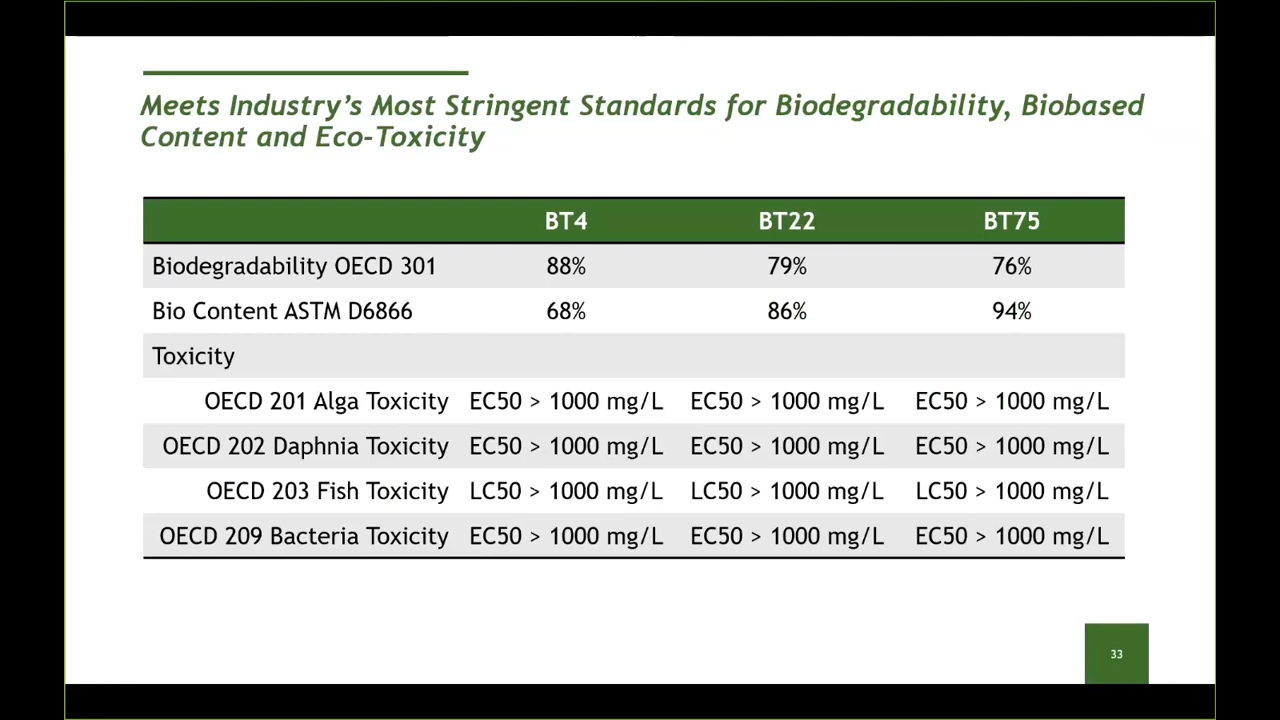 Meets Industry’s Most Stringent Standards for Biodegradability, Biobased
Content and Eco-Toxicity
BT4 BT22 BT75
Biodegradability OECD 301 88% 79% 76%
Bio Content ASTM D6866 68% 86% 94%
Toxicity
OECD 201 Alga Toxicity EC50 > 1000 mg/L EC50 > 1000 mg/L EC50 > 1000 mg/L
OECD 202 Daphnia Toxicity EC50 > 1000 mg/L EC50 > 1000 mg/L EC50 > 1000 mg/L
OECD 203 Fish Toxicity LC50 > 1000 mg/L LC50 > 1000 mg/L LC50 > 1000 mg/L
OECD 209 Bacteria Toxicity EC50 > 1000 mg/L EC50 > 1000 mg/L EC50 > 1000 mg/L
33